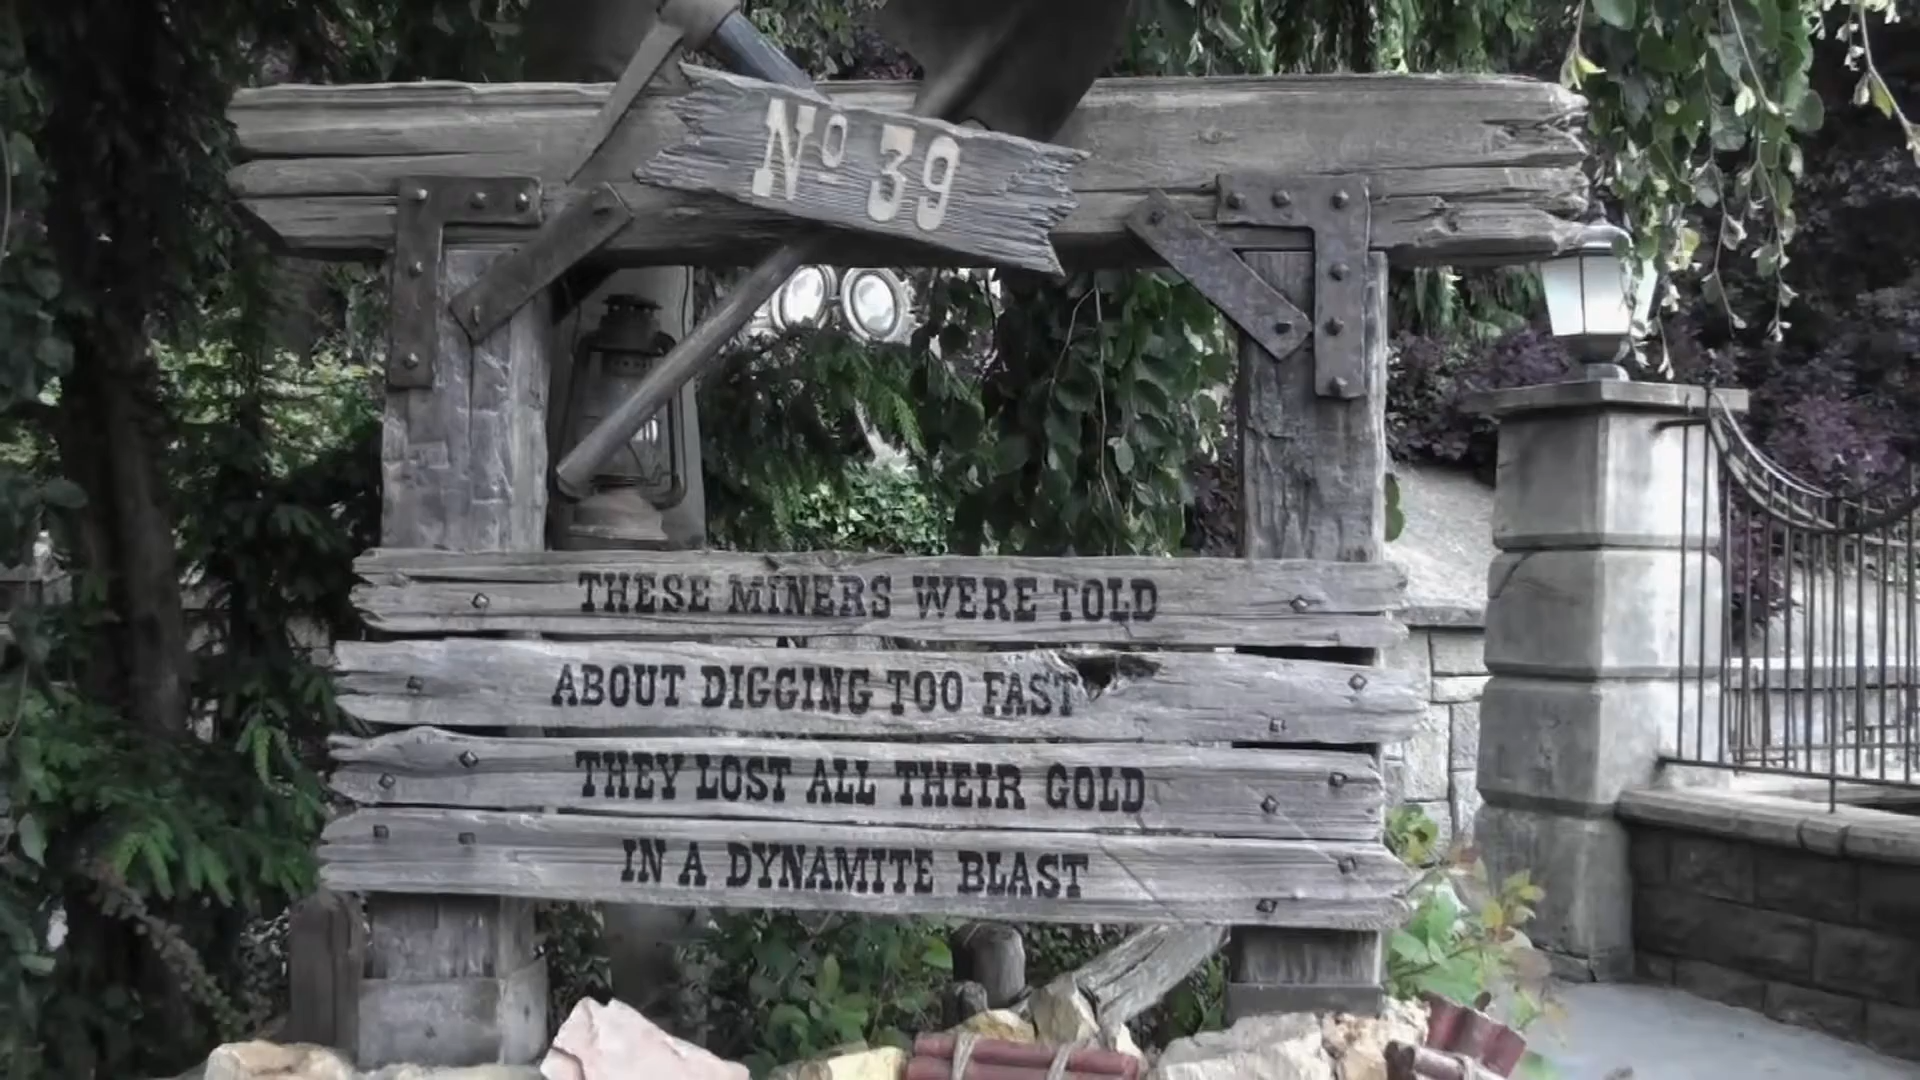 Nº 39
THESE MINERS WERE TOLD
ABOUT DIGGING TOO FAST
THEY LOST ALL THEIR GOLD
IN A DYNAMITE BLAST